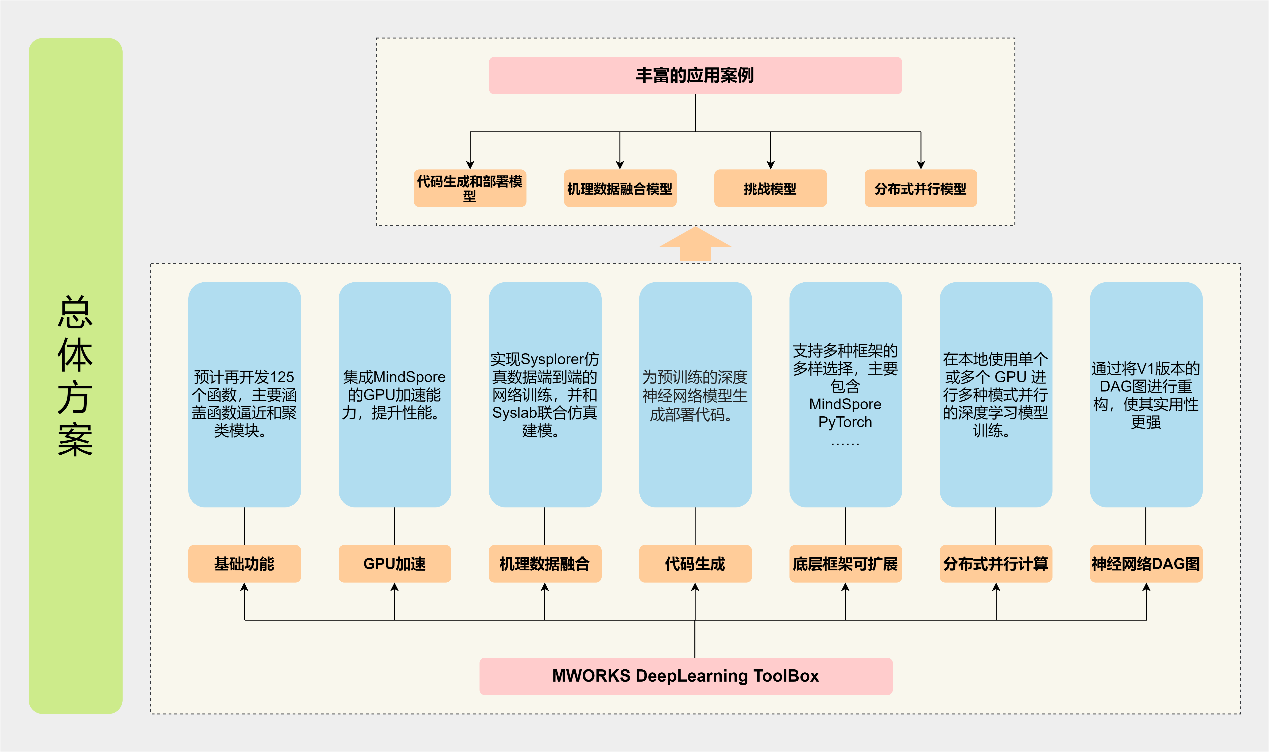 总体方案
丰富的应用案例
代码生成和部署模
型
机理数据融合模型
挑战模型
分布式并行模型
预计再开发125
个函数，主要涵
盖函数逼近和聚
类模块。
集成MindSpore
的GPU加速能
力，提升性能。
实现Sysplorer仿
真数据端到端的
网络训练，并和
Syslab联合仿真
建模。
为预训练的深度
神经网络模型生
成部署代码。
支持多种框架的
多样选择，主要
包含
MindSpore
PyTorch
……
在本地使用单个
或多个 GPU 进
行多种模式并行
的深度学习模型
训练。
通过将V1版本的
DAG图进行重
构，使其实用性
更强
基础功能
GPU加速
机理数据融合
代码生成
底层框架可扩展
分布式并行计算
神经网络DAG图
MWORKS DeepLearning ToolBox